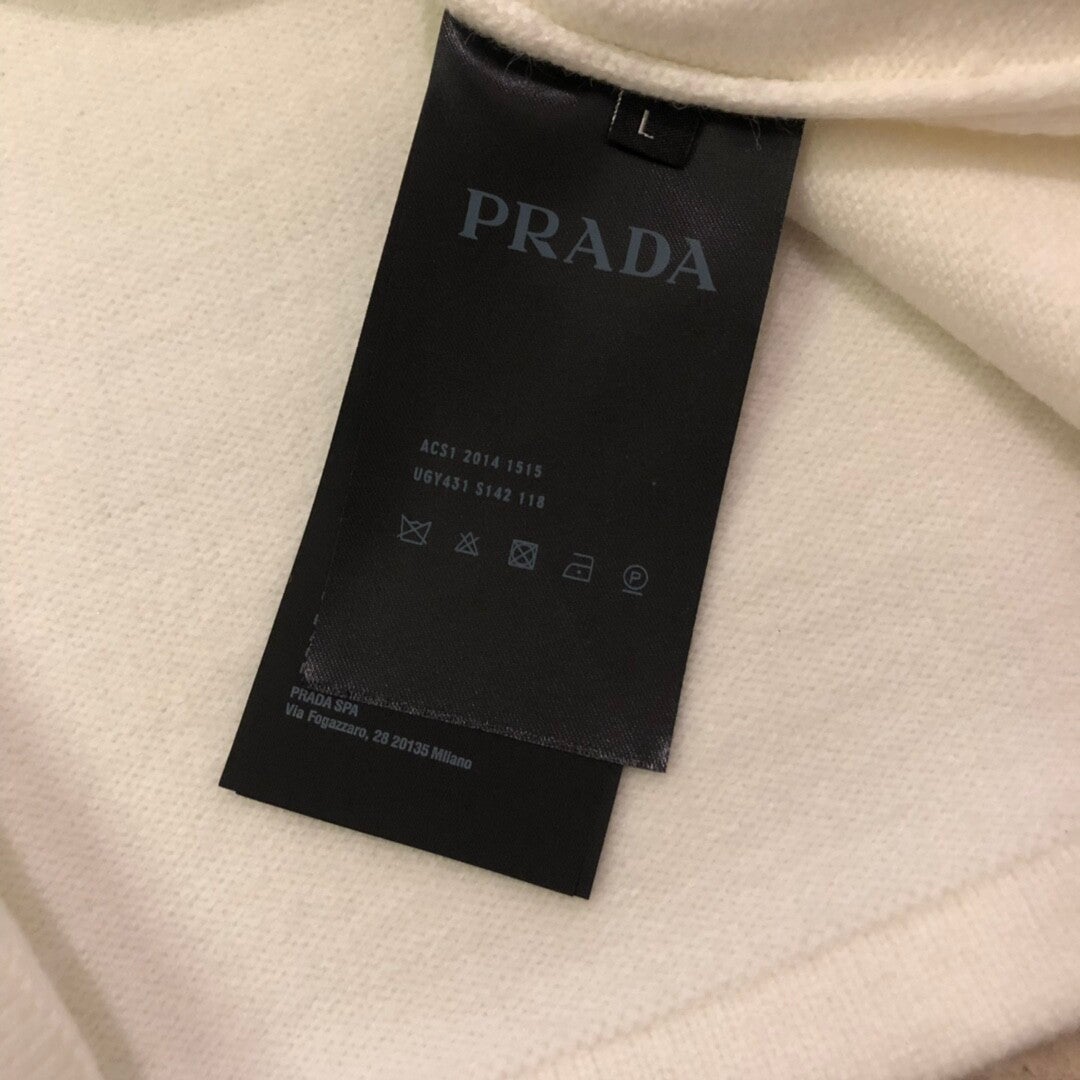 L
PRADA
ACS1 2014 1515
UGY431 S142 118
P
PRADA SPA
Via Fogazzaro, 28 20135 Milano